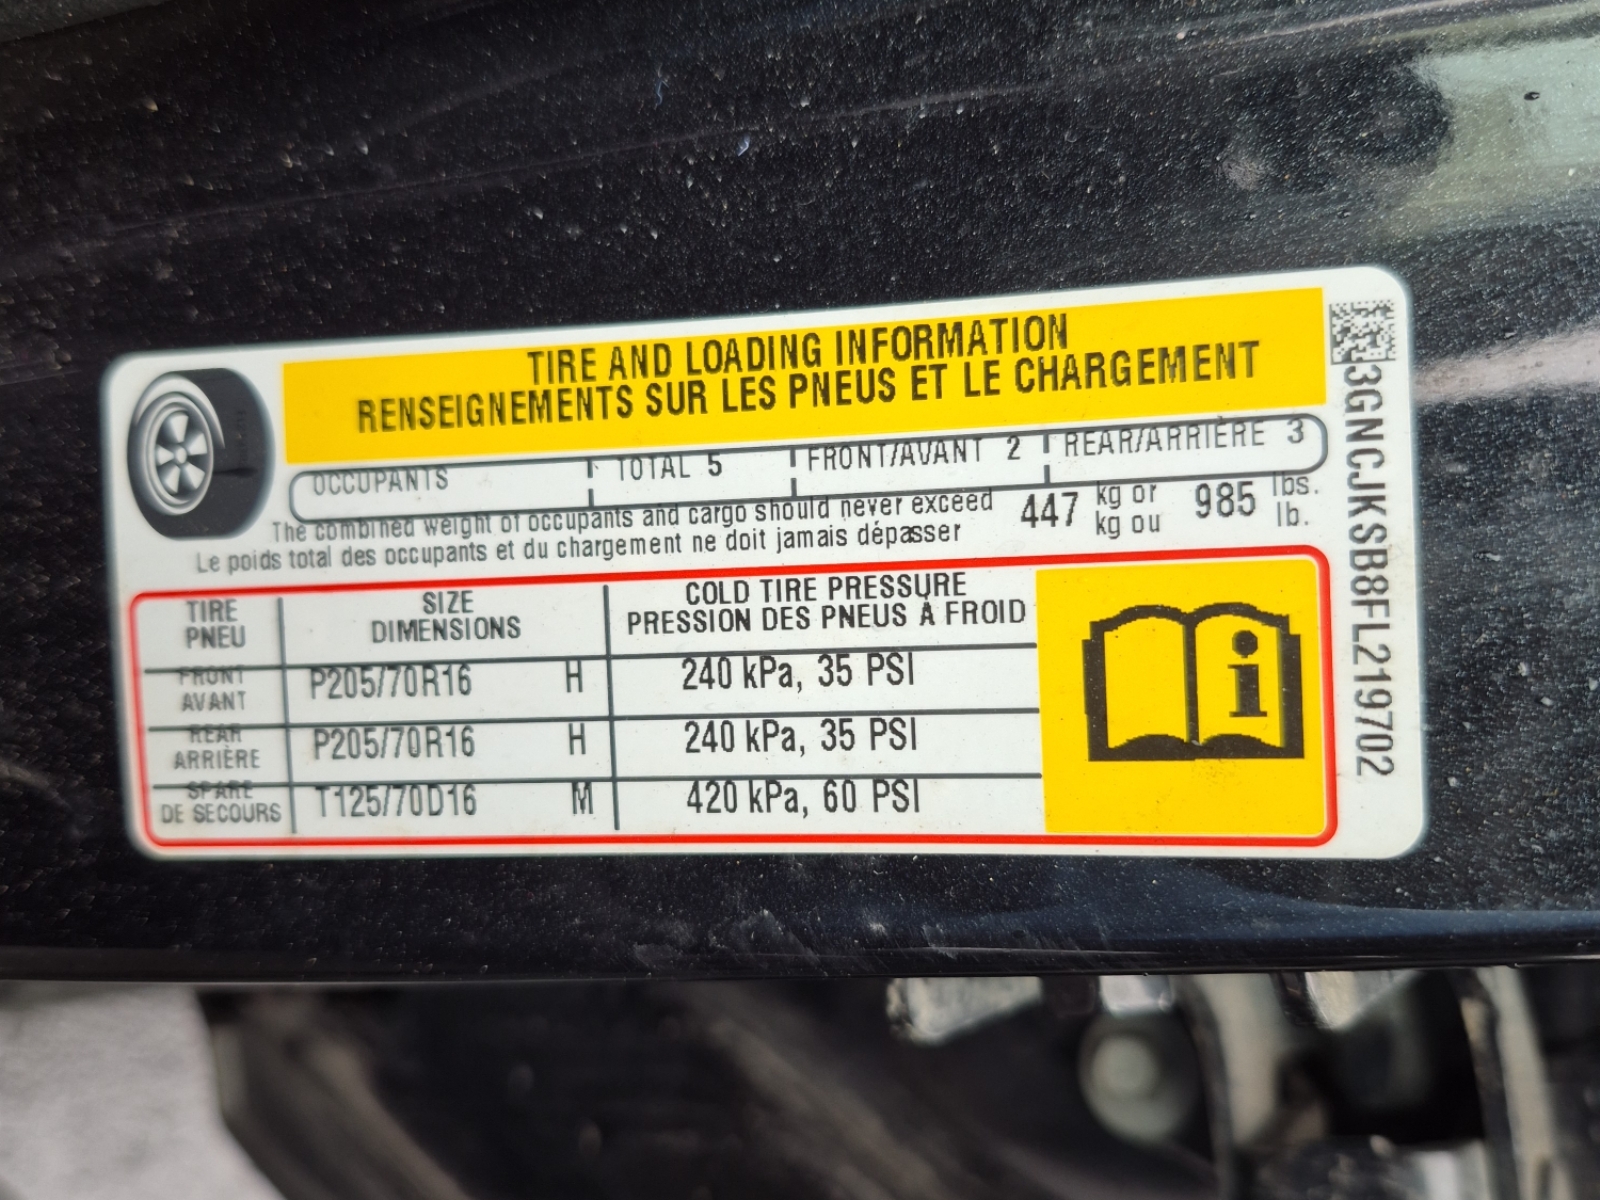 TIRE AND LOADING INFORMATION
RENSEIGNEMENTS SUR LES PNEUS ET LE CHARGEMENT
OCCUPANTS TOTAL 5 FRONT/AVANT 2 REAR/ARRIÈRE 3
The combined weight of occupants and cargo should never exceed 447 kg or 985 lbs.
Le poids total des occupants et du chargement ne doit jamais dépasser kg ou lb.
TIRE SIZE COLD TIRE PRESSURE
PNEU DIMENSIONS PRESSION DES PNEUS À FROID
FRONT
AVANT P205/70R16 H 240 kPa, 35 PSI
REAR
ARRIÈRE P205/70R16 H 240 kPa, 35 PSI
SPARE
DE SECOURS T125/70D16 M 420 kPa, 60 PSI
3GNCJKSB8FL219702